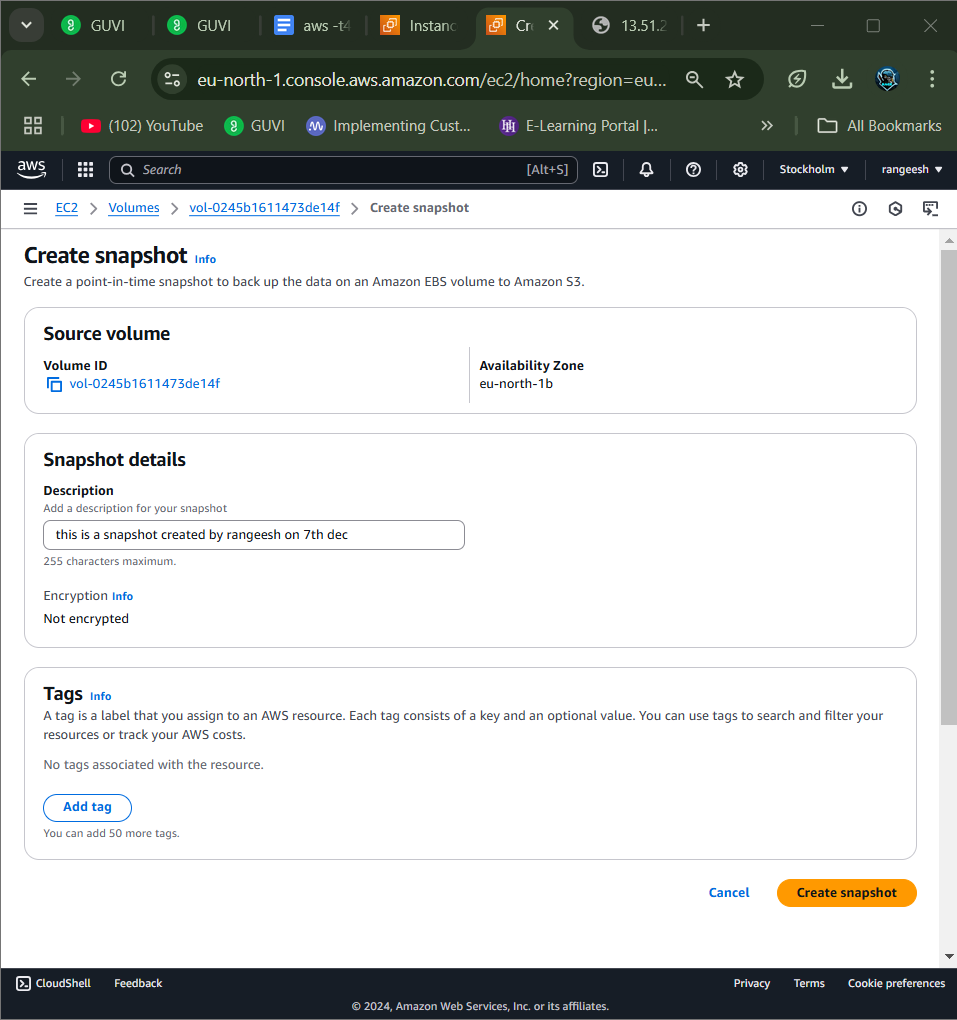 GUVI
GUVI
aws -t4
Instanc
Cre
13.51.2
eu-north-1.console.aws.amazon.com/ec2/home?region=eu...
(102) YouTube
GUVI
Implementing Cust...
E-Learning Portal |...
All Bookmarks
aws
Search
[Alt+S]
Stockholm
rangeesh
EC2
Volumes
vol-0245b1611473de14f
Create snapshot
Create snapshot Info
Create a point-in-time snapshot to back up the data on an Amazon EBS volume to Amazon S3.
Source volume
Volume ID
vol-0245b1611473de14f
Availability Zone
eu-north-1b
Snapshot details
Description
Add a description for your snapshot
this is a snapshot created by rangeesh on 7th dec
255 characters maximum.
Encryption Info
Not encrypted
Tags Info
A tag is a label that you assign to an AWS resource. Each tag consists of a key and an optional value. You can use tags to search and filter your
resources or track your AWS costs.
No tags associated with the resource.
Add tag
You can add 50 more tags.
Cancel
Create snapshot
CloudShell
Feedback
Privacy
Terms
Cookie preferences
© 2024, Amazon Web Services, Inc. or its affiliates.